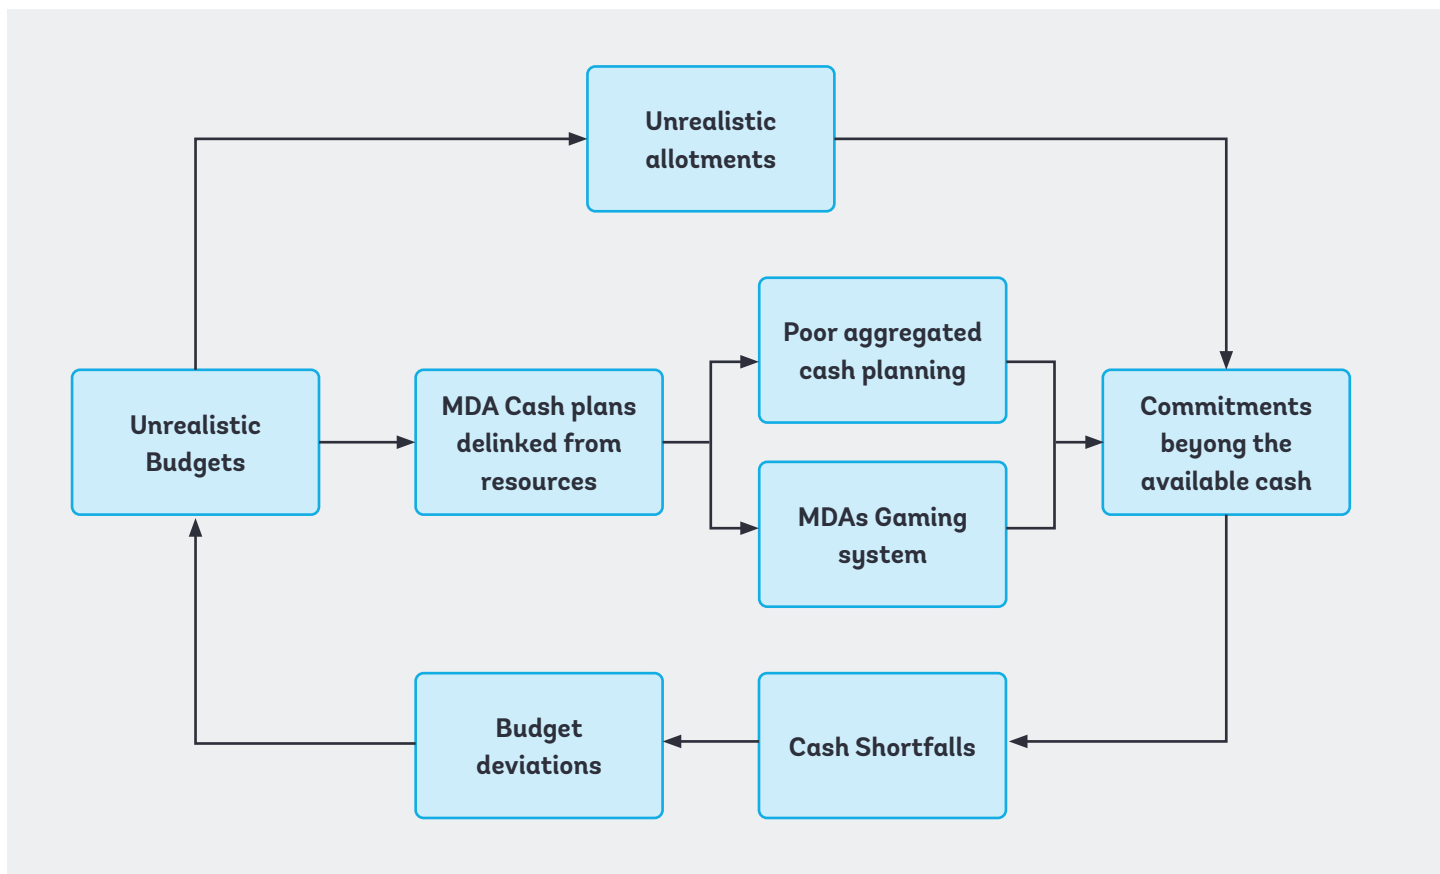 Unrealistic
allotments
Poor aggregated
cash planning
Unrealistic
Budgets
MDA Cash plans
delinked from
resources
Commitments
beyong the
available cash
MDAs Gaming
system
Budget
deviations
Cash Shortfalls